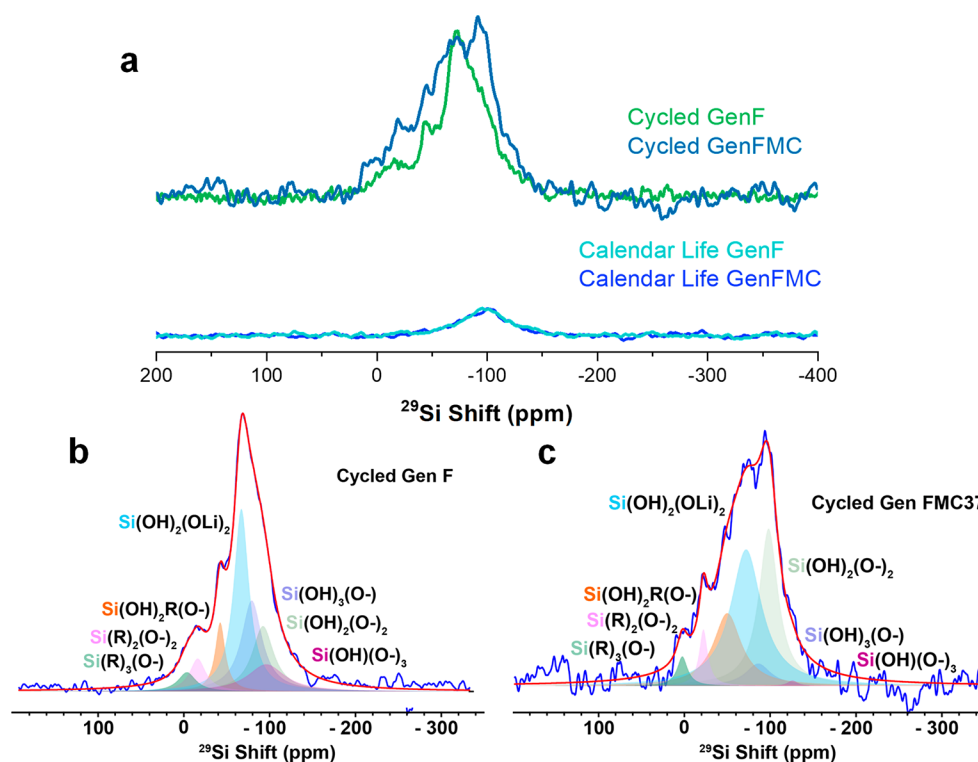 a
Cycled GenF
Cycled GenFMC
Calendar Life GenF
Calendar Life GenFMC
200 100 0 -100 -200 -300 -400
²⁹Si Shift (ppm)
b
Cycled Gen F
Si(OH)₂(OLi)₂
Si(OH)₂R(O-)
Si(R)₂(O-)₂
Si(R)₃(O-)
Si(OH)₃(O-)
Si(OH)₂(O-)₂
Si(OH)(O-)₃
100 0 -100 -200 -300
²⁹Si Shift (ppm)
c
Cycled Gen FMC37
Si(OH)₂(OLi)₂
Si(OH)₂R(O-)
Si(R)₂(O-)₂
Si(R)₃(O-)
Si(OH)₂(O-)₂
Si(OH)₃(O-)
Si(OH)(O-)₃
100 0 -100 -200 -300
²⁹Si Shift (ppm)